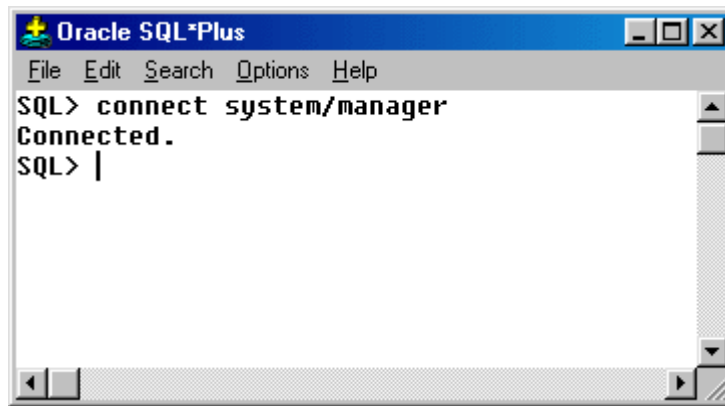 Oracle SQL*Plus
File Edit Search Options Help
SQL> connect system/manager
Connected.
SQL>